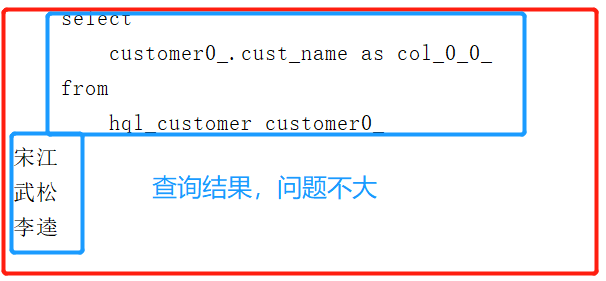 select
customer0_.cust_name as col_0_0_
from
hql_customer customer0_
宋江
武松
李逵
查询结果，问题不大